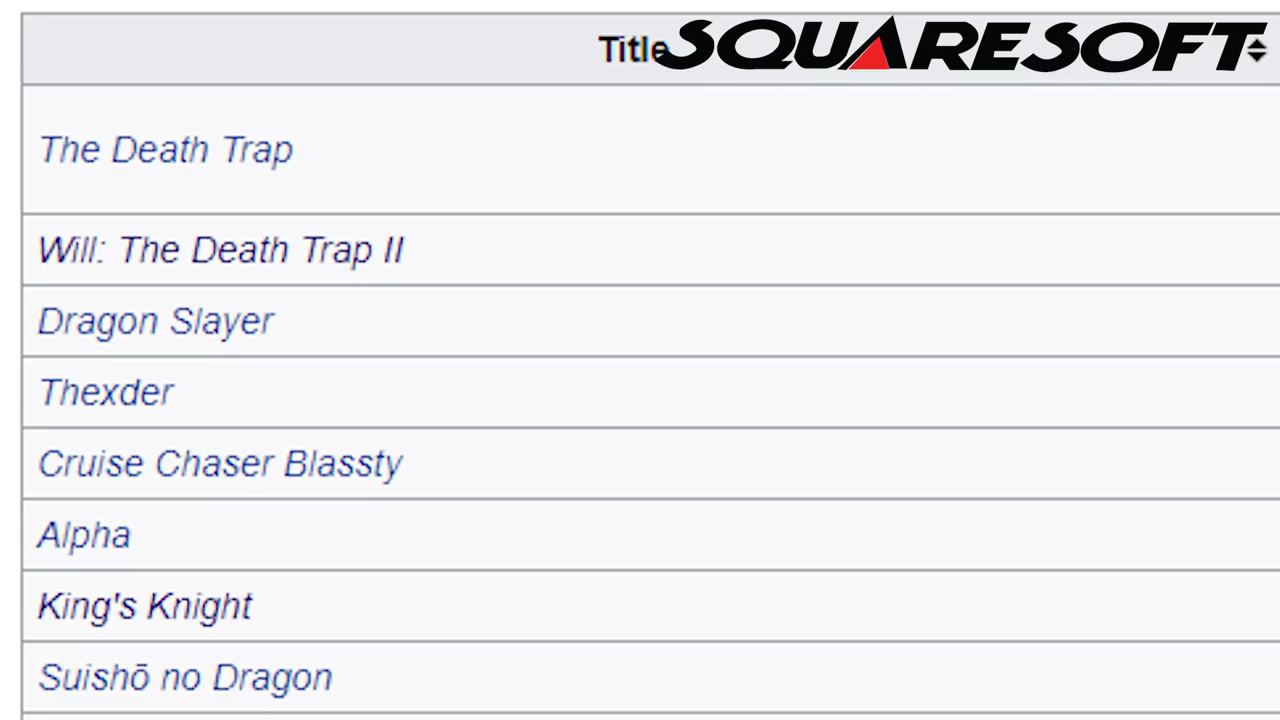 Title SQUARESOFT
The Death Trap
Will: The Death Trap II
Dragon Slayer
Thexder
Cruise Chaser Blassty
Alpha
King's Knight
Suishō no Dragon